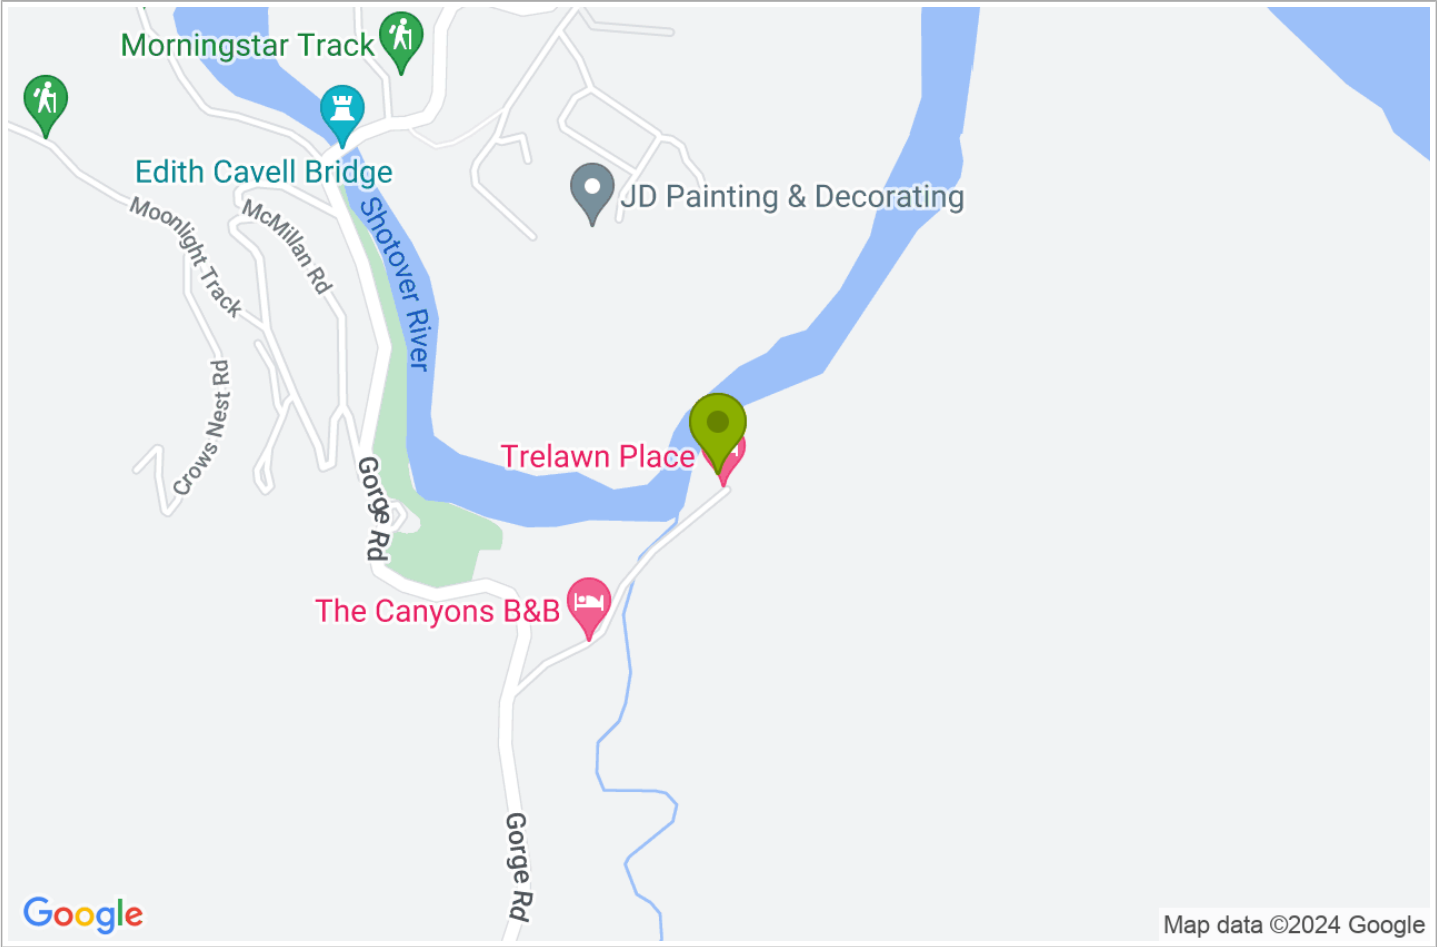 Morningstar Track
Edith Cavell Bridge
JD Painting & Decorating
Moonlight Track
McMillan Rd
Shotover River
Crows Nest Rd
Gorge Rd
Trelawn Place
The Canyons B&B
Gorge Rd
Google
Map data ©2024 Google